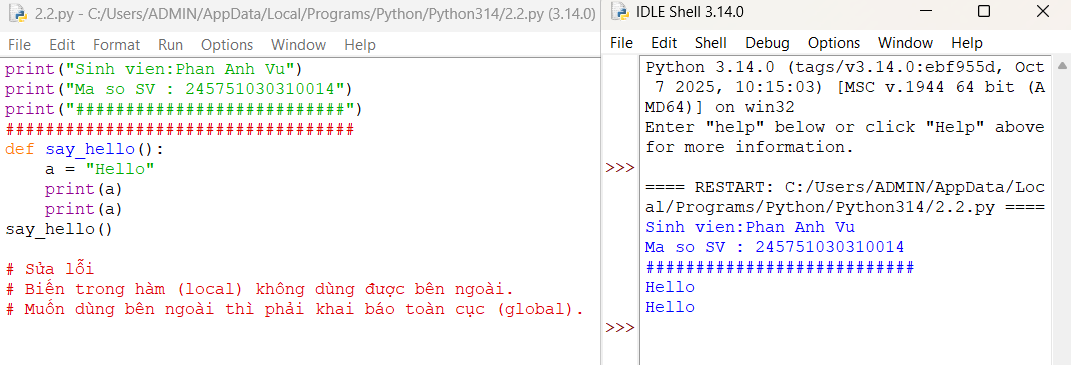 2.2.py - C:/Users/ADMIN/AppData/Local/Programs/Python/Python314/2.2.py (3.14.0)
File Edit Format Run Options Window Help
print("Sinh vien:Phan Anh Vu")
print("Ma so SV : 245751030310014")
print("###########################")
###################################
def say_hello():
    a = "Hello"
    print(a)
    print(a)
say_hello()
# Sửa lỗi
# Biến trong hàm (local) không dùng được bên ngoài.
# Muốn dùng bên ngoài thì phải khai báo toàn cục (global).
IDLE Shell 3.14.0
File Edit Shell Debug Options Window Help
Python 3.14.0 (tags/v3.14.0:ebf955d, Oct
 7 2025, 10:15:03) [MSC v.1944 64 bit (A
MD64)] on win32
Enter "help" below or click "Help" above
for more information.
>>>
==== RESTART: C:/Users/ADMIN/AppData/Loc
al/Programs/Python/Python314/2.2.py ====
Sinh vien:Phan Anh Vu
Ma so SV : 245751030310014
###########################
Hello
Hello
>>>